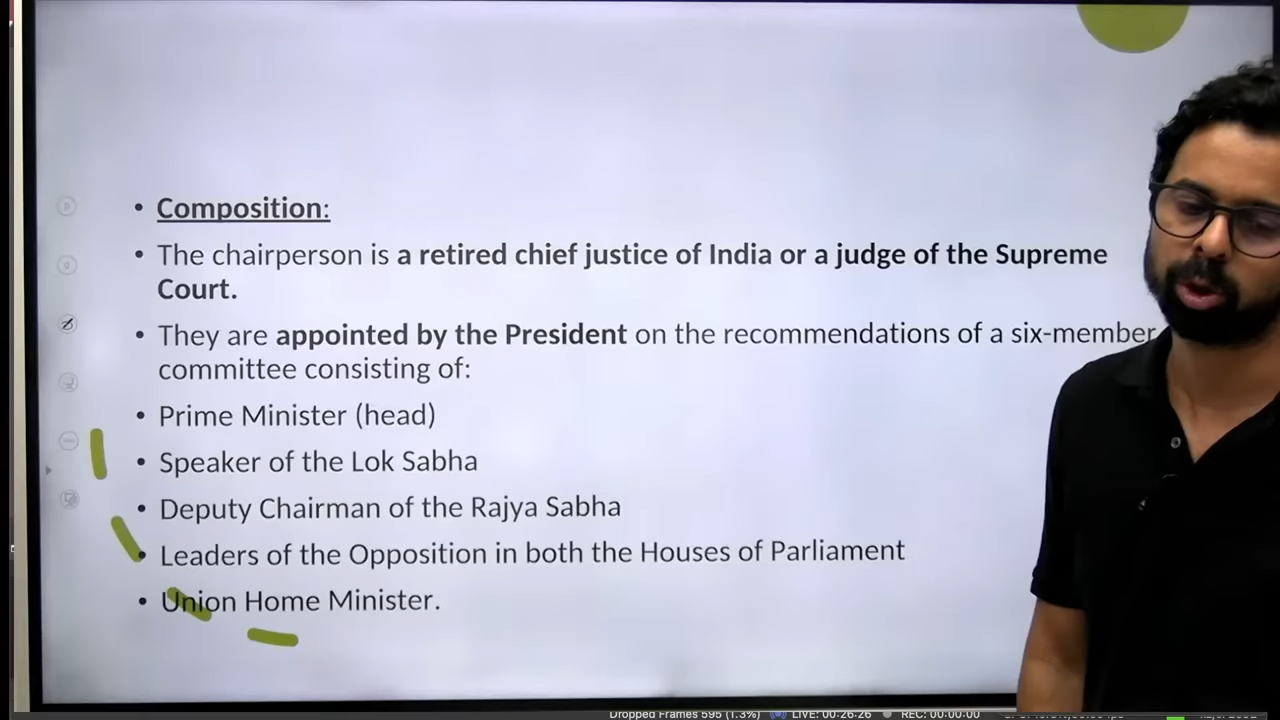 • Composition:
• The chairperson is a retired chief justice of India or a judge of the Supreme
Court.
• They are appointed by the President on the recommendations of a six-member
committee consisting of:
• Prime Minister (head)
• Speaker of the Lok Sabha
• Deputy Chairman of the Rajya Sabha
• Leaders of the Opposition in both the Houses of Parliament
• Union Home Minister.
Dropped Frames 595 (1.3%) LIVE: 00:26:26 REC: 00:00:00